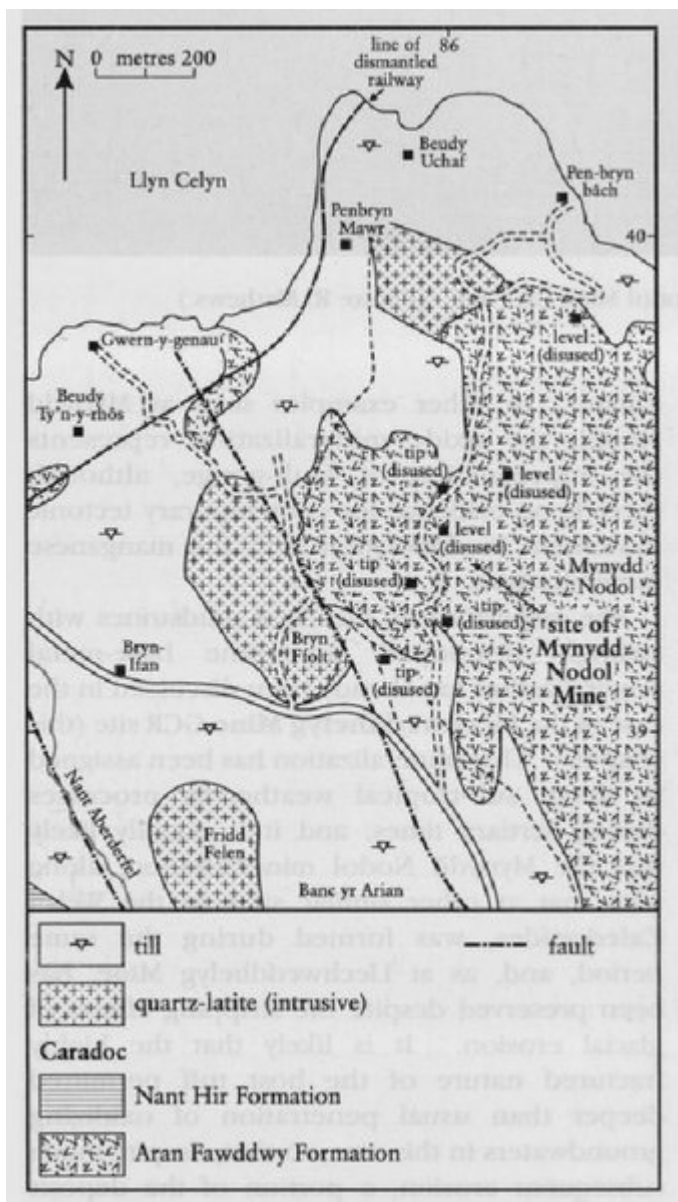 N
0 metres 200
line of
dismantled
railway
86
Llyn Celyn
Beudy
Uchaf
Pen-bryn
bâch
Penbryn
Mawr
40
Gwern-y-genau
level
(disused)
Beudy
Ty'n-y-rhôs
tip
(disused)
level
(disused)
level
(disused)
tip
(disused)
Mynydd
Nodol
tip
(disused)
site of
Mynydd
Nodol
Mine
Bryn
Ifan
Bryn
Ffolt
tip
(disused)
39
Nant Aberderfel
Fridd
Felen
Banc yr Arian
till
fault
quartz-latite (intrusive)
Caradoc
Nant Hir Formation
Aran Fawddwy Formation